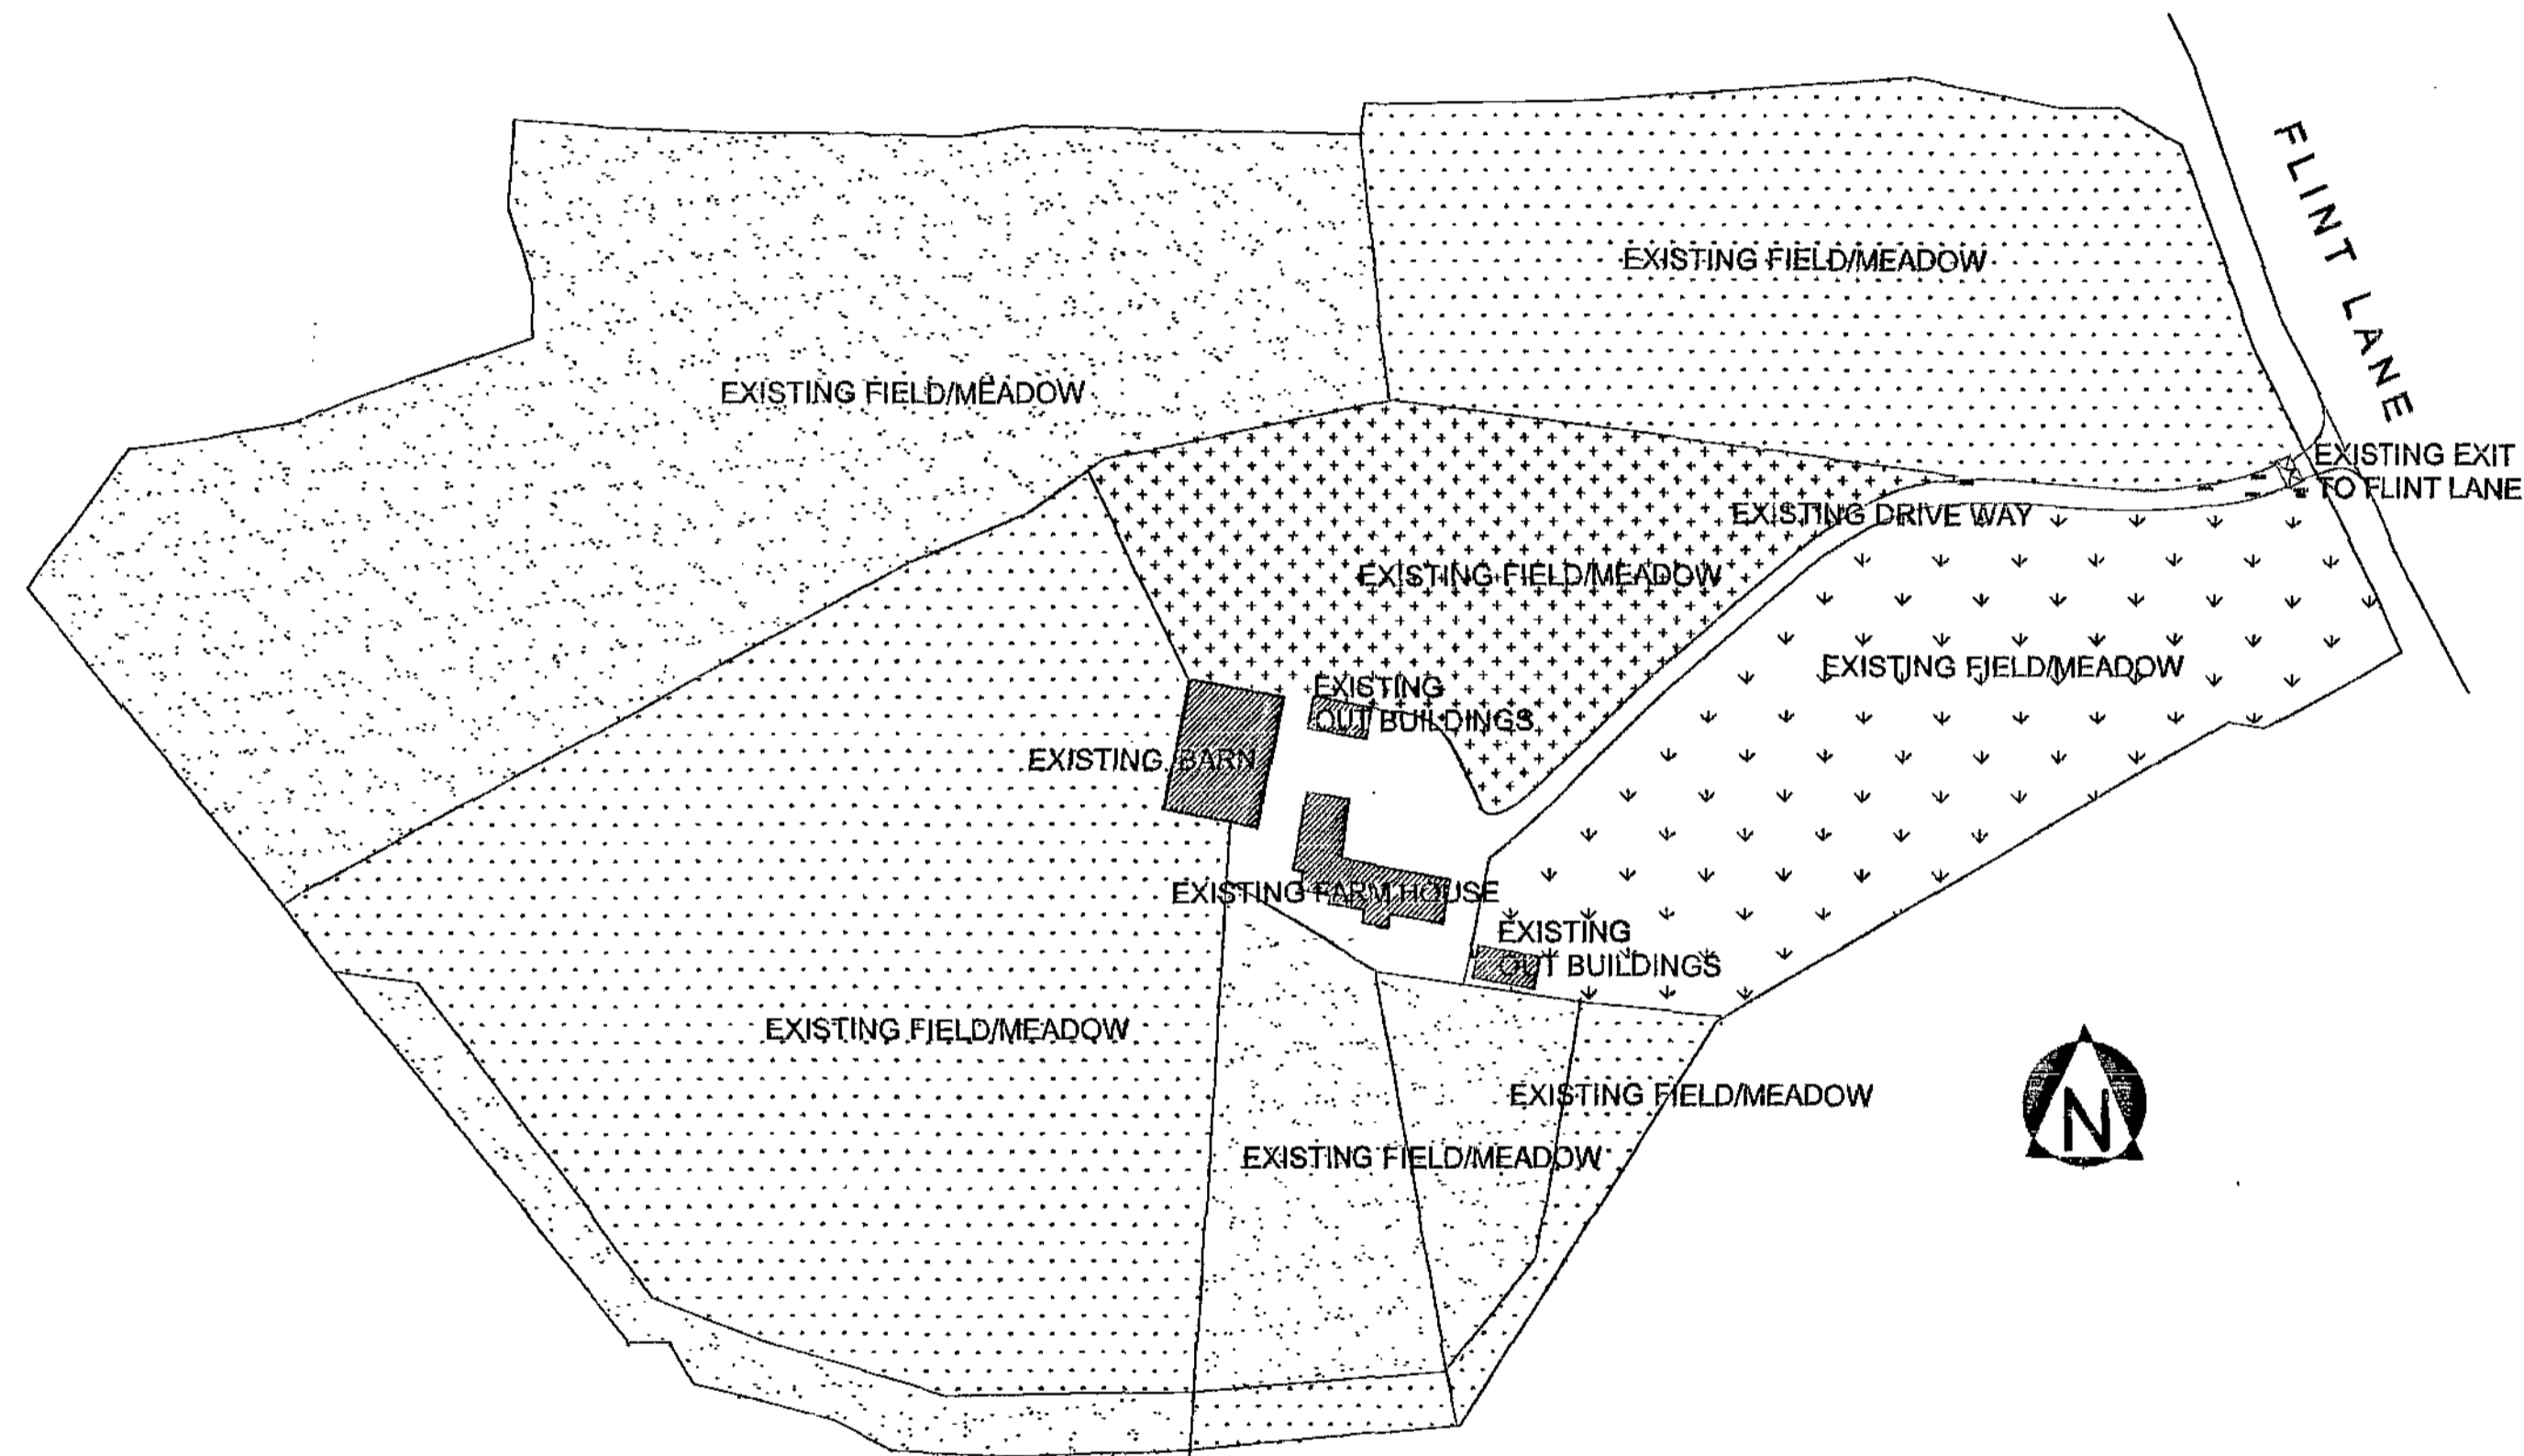 FLINT LANE
EXISTING FIELD/MEADOW
EXISTING FIELD/MEADOW
EXISTING EXIT
TO FLINT LANE
EXISTING DRIVE WAY
EXISTING FIELD/MEADOW
EXISTING FIELD/MEADOW
EXISTING
OUT BUILDINGS
EXISTING BARN
EXISTING FARM HOUSE
EXISTING
OUT BUILDINGS
EXISTING FIELD/MEADOW
EXISTING FIELD/MEADOW
EXISTING FIELD/MEADOW
N